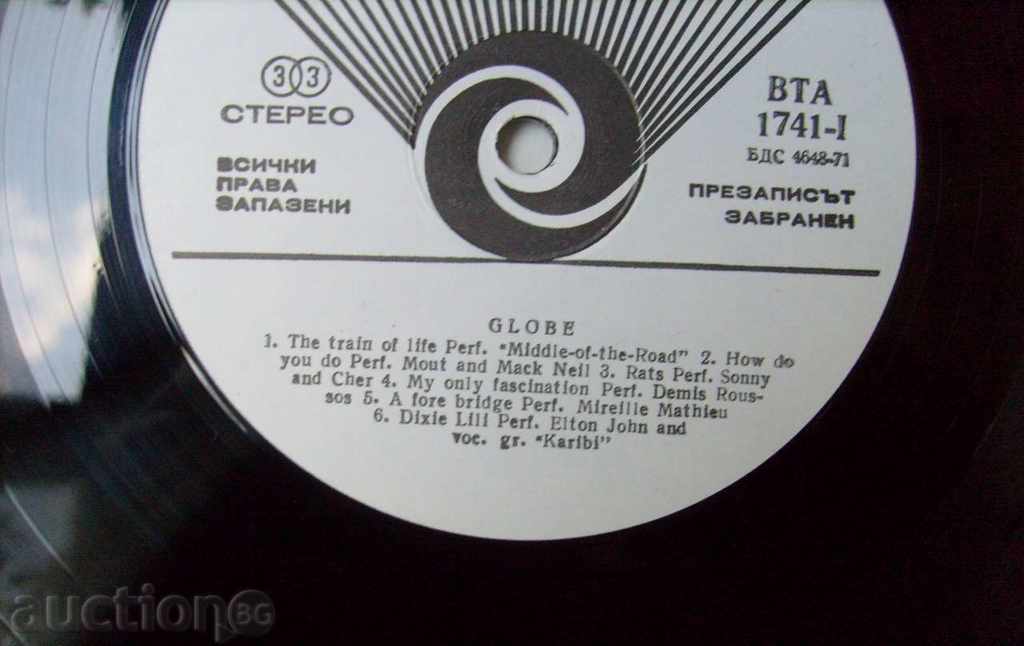 33
СТЕРЕО
ВСИЧКИ
ПРАВА
ЗАПАЗЕНИ
ВТА
1741-I
БДС 4648-71
ПРЕЗАПИСЪТ
ЗАБРАНЕН
GLOBE
1. The train of life Perf. "Middle-of-the-Road" 2. How do
you do Perf. Mout and Mack Neil 3. Rats Perf. Sonny
and Cher 4. My only fascination Perf. Demis Rous-
sos 5. A fore bridge Perf. Mireille Mathieu
6. Dixie Lili Perf. Elton John and
voc. gr. "Karibi"
auction BG